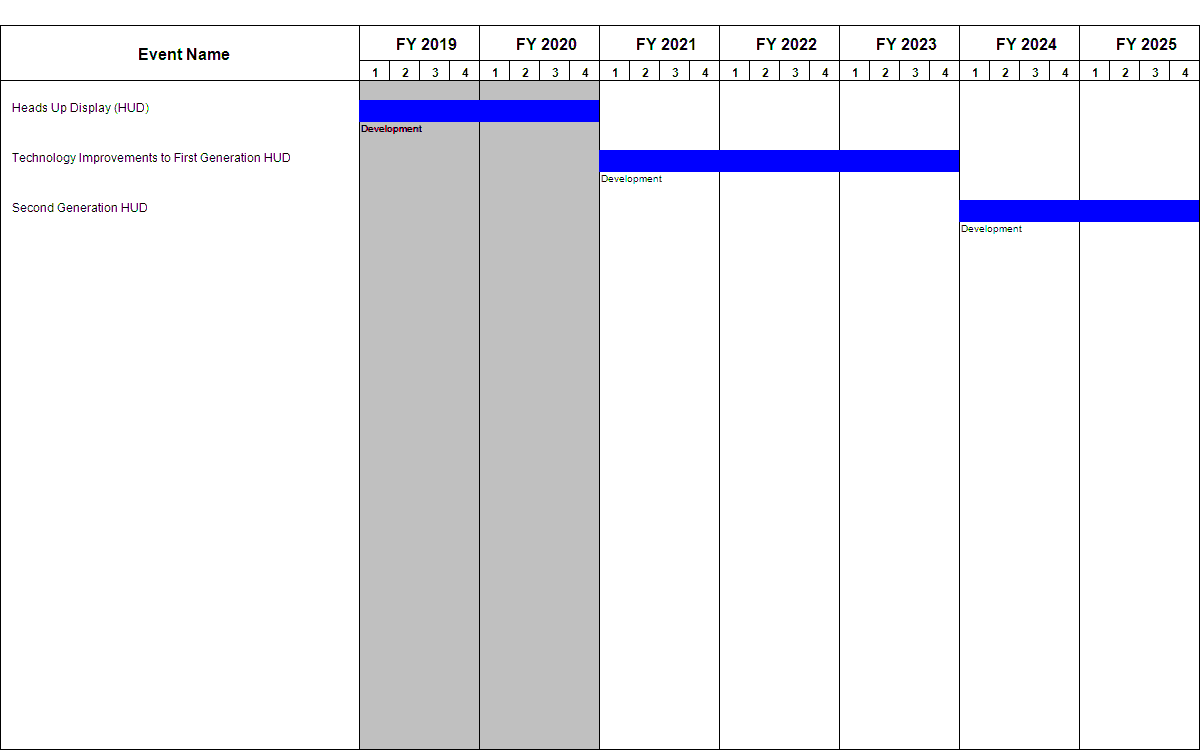 Event Name
FY 2019 FY 2020 FY 2021 FY 2022 FY 2023 FY 2024 FY 2025
1 2 3 4 1 2 3 4 1 2 3 4 1 2 3 4 1 2 3 4 1 2 3 4 1 2 3 4
Heads Up Display (HUD)
Development
Technology Improvements to First Generation HUD
Development
Second Generation HUD
Development